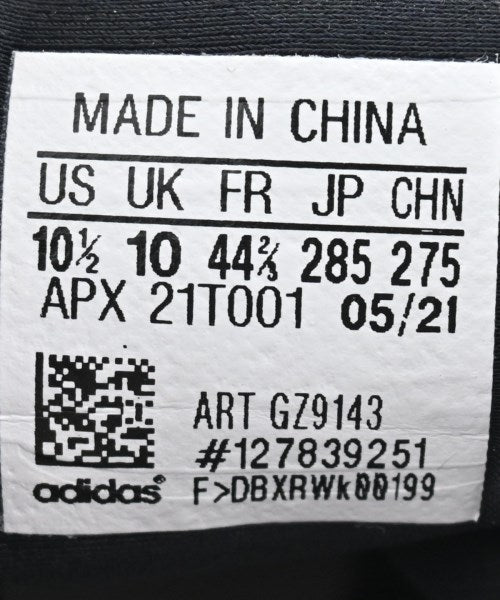 MADE IN CHINA
US UK FR JP CHN
10½ 10 44⅔ 285 275
APX 21T001 05/21
ART GZ9143
#127839251
adidas® F>DBXRWk00199